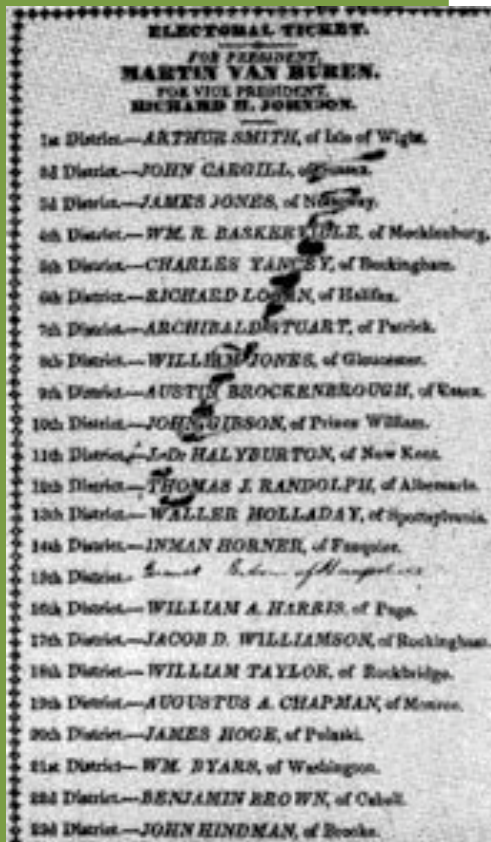 ELECTORAL TICKET.
FOR PRESIDENT,
MARTIN VAN BUREN.
FOR VICE PRESIDENT,
RICHARD M. JOHNSON.
1st District.—ARTHUR SMITH, of Isle of Wight.
2d District.—JOHN CARGILL, of Sussex.
3d District.—JAMES JONES, of Nottoway.
4th District.—WM. R. BASKERVILLE, of Mecklenburg.
5th District.—CHARLES YANCEY, of Buckingham.
6th District.—RICHARD LOGAN, of Halifax.
7th District.—ARCHIBALD STUART, of Patrick.
8th District.—WILLIAM JONES, of Gloucester.
9th District.—AUSTIN BROCKENBROUGH, of Essex.
10th District.—JOHN GIBSON, of Prince William.
11th District.— HALYBURTON, of New Kent.
12th District.—THOMAS J. RANDOLPH, of Albemarle.
13th District.—WALLER HOLLADAY, of Spottsylvania.
14th District.—INMAN HORNER, of Fauquier.
15th District.— of
16th District.—WILLIAM A. HARRIS, of Page.
17th District.—JACOB D. WILLIAMSON, of Rockingham.
18th District.—WILLIAM TAYLOR, of Rockbridge.
19th District.—AUGUSTUS A. CHAPMAN, of Monroe.
20th District.—JAMES HOGE, of Pulaski.
21st District—WM. BYARS, of Washington.
22d District.—BENJAMIN BROWN, of Cabell.
23d District.—JOHN HINDMAN, of Brooke.